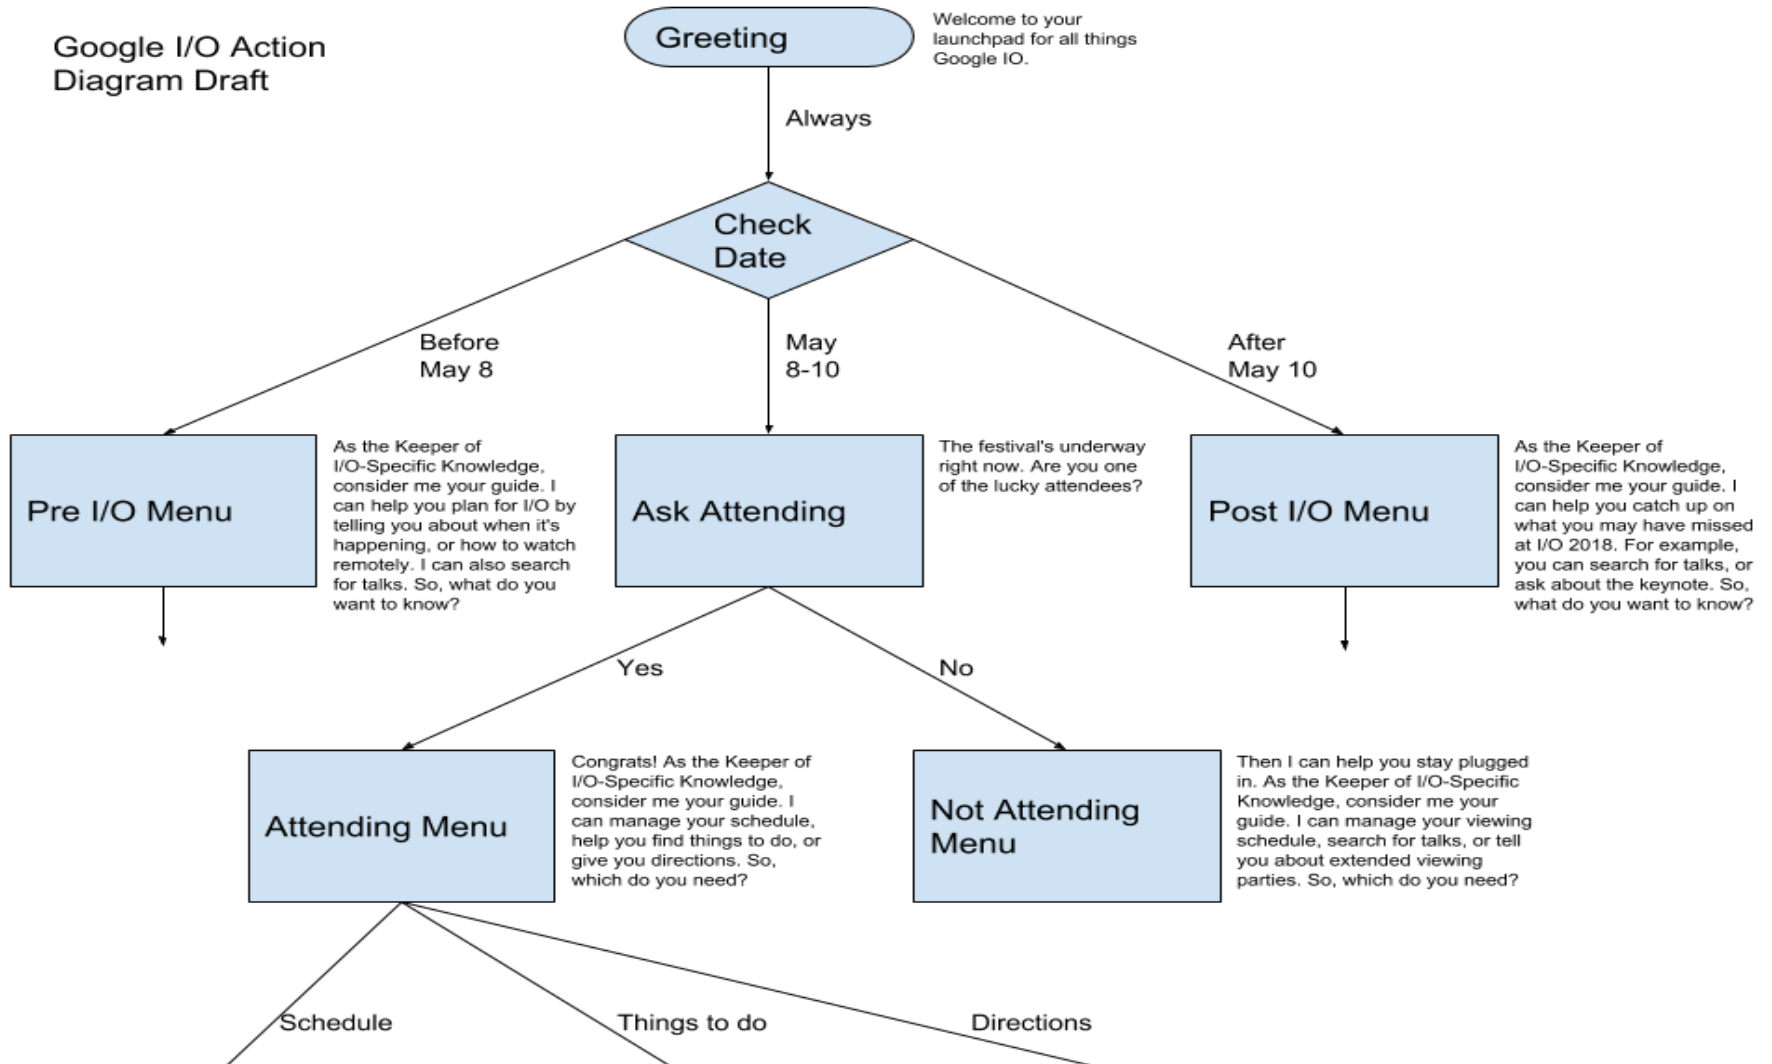 Google I/O Action
Diagram Draft
Greeting
Welcome to your
launchpad for all things
Google IO.
Always
Check
Date
Before
May 8
May
8-10
After
May 10
Pre I/O Menu
As the Keeper of
I/O-Specific Knowledge,
consider me your guide. I
can help you plan for I/O by
telling you about when it's
happening, or how to watch
remotely. I can also search
for talks. So, what do you
want to know?
Ask Attending
The festival's underway
right now. Are you one
of the lucky attendees?
Post I/O Menu
As the Keeper of
I/O-Specific Knowledge,
consider me your guide. I
can help you catch up on
what you may have missed
at I/O 2018. For example,
you can search for talks, or
ask about the keynote. So,
what do you want to know?
Yes
No
Attending Menu
Congrats! As the Keeper of
I/O-Specific Knowledge,
consider me your guide. I
can manage your schedule,
help you find things to do, or
give you directions. So,
which do you need?
Not Attending
Menu
Then I can help you stay plugged
in. As the Keeper of I/O-Specific
Knowledge, consider me your
guide. I can manage your viewing
schedule, search for talks, or tell
you about extended viewing
parties. So, which do you need?
Schedule
Things to do
Directions